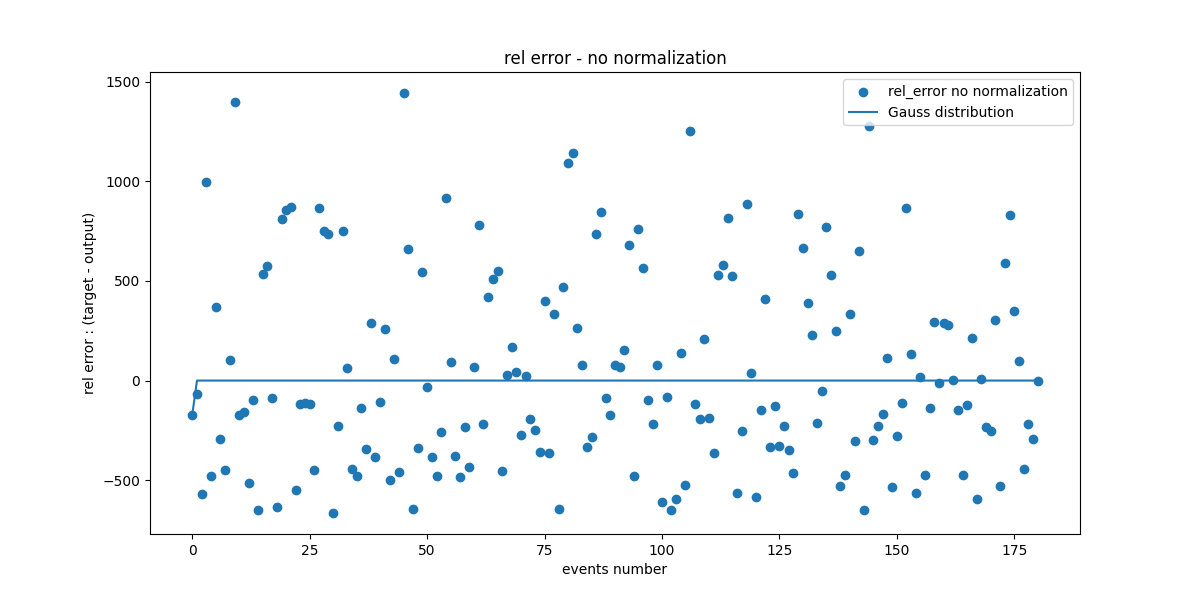 rel error - no normalization
rel_error no normalization
Gauss distribution
1500
1000
500
0
−500
rel error : (target - output)
0 25 50 75 100 125 150 175
events number